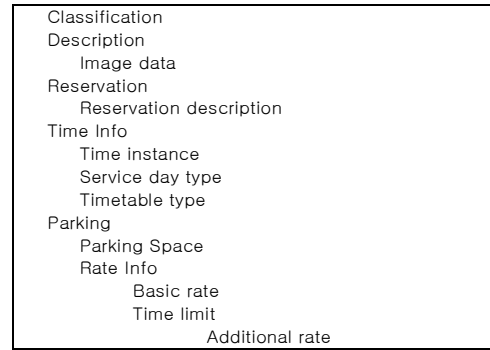 Classification
Description
Image data
Reservation
Reservation description
Time Info
Time instance
Service day type
Timetable type
Parking
Parking Space
Rate Info
Basic rate
Time limit
Additional rate